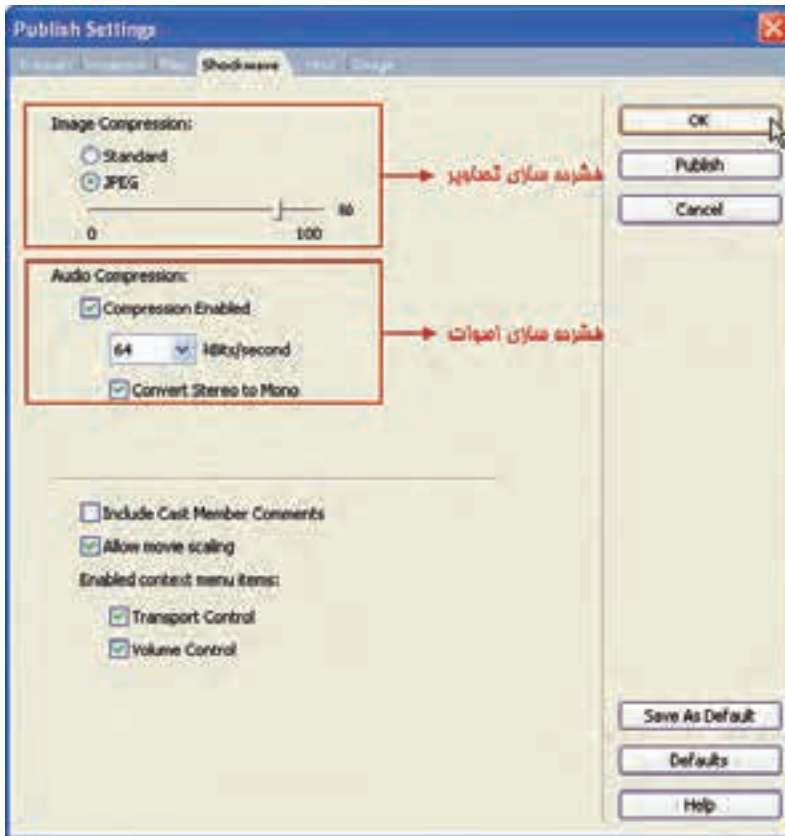 Publish Settings
Shockwave
Image
Image Compression:
Standard
JPEG
فشرده سازی تصاویر
80
0 100
Audio Compression:
Compression Enabled
64 kBits/second
فشرده سازی اصوات
Convert Stereo to Mono
Include Cast Member Comments
Allow movie scaling
Enabled context menu items:
Transport Control
Volume Control
OK
Publish
Cancel
Save As Default
Defaults
Help